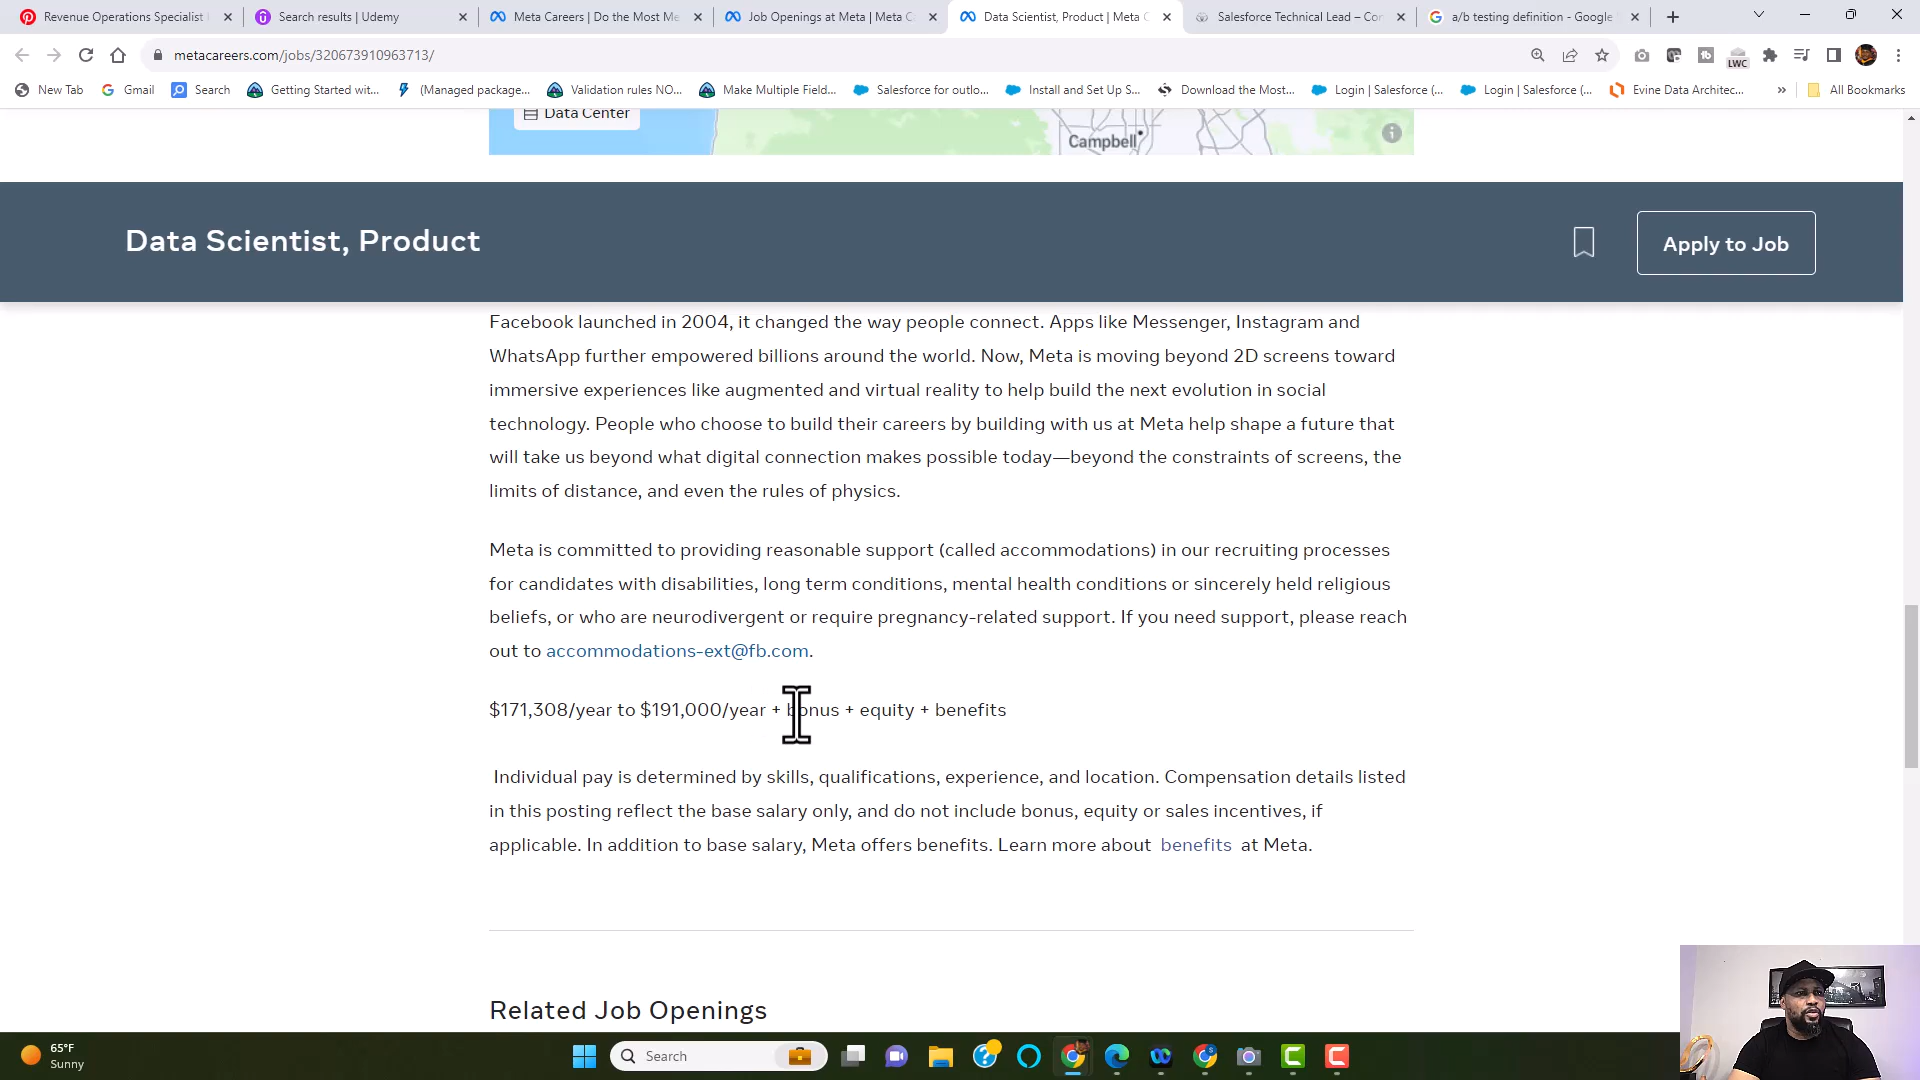 Revenue Operations Specialist
Search results | Udemy
Meta Careers | Do the Most Me
Job Openings at Meta | Meta C
Data Scientist, Product | Meta C
Salesforce Technical Lead – Cor
a/b testing definition - Google
metacareers.com/jobs/320673910963713/
LWC
New Tab
Gmail
Search
Getting Started wit...
(Managed package...
Validation rules NO...
Make Multiple Field...
Salesforce for outlo...
Install and Set Up S...
Download the Most...
Login | Salesforce (...
Login | Salesforce (...
Evine Data Architec...
»
All Bookmarks
Data Center
Campbell
Data Scientist, Product
Apply to Job
Facebook launched in 2004, it changed the way people connect. Apps like Messenger, Instagram and
WhatsApp further empowered billions around the world. Now, Meta is moving beyond 2D screens toward
immersive experiences like augmented and virtual reality to help build the next evolution in social
technology. People who choose to build their careers by building with us at Meta help shape a future that
will take us beyond what digital connection makes possible today—beyond the constraints of screens, the
limits of distance, and even the rules of physics.
Meta is committed to providing reasonable support (called accommodations) in our recruiting processes
for candidates with disabilities, long term conditions, mental health conditions or sincerely held religious
beliefs, or who are neurodivergent or require pregnancy-related support. If you need support, please reach
out to accommodations-ext@fb.com.
$171,308/year to $191,000/year + bonus + equity + benefits
Individual pay is determined by skills, qualifications, experience, and location. Compensation details listed
in this posting reflect the base salary only, and do not include bonus, equity or sales incentives, if
applicable. In addition to base salary, Meta offers benefits. Learn more about benefits at Meta.
Related Job Openings
65°F
Sunny
Search